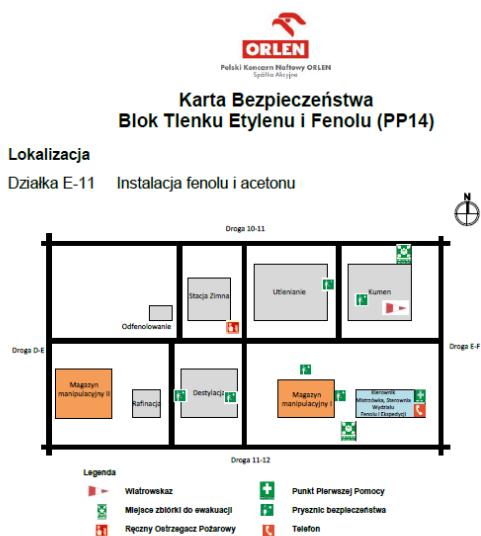 ORLEN
Polski Koncern Naftowy ORLEN
Spółka Akcyjna
Karta Bezpieczeństwa
Blok Tlenku Etylenu i Fenolu (PP14)
Lokalizacja
Działka E-11 Instalacja fenolu i acetonu
N
Droga 10-11
Stacja Zimna
Utlenianie
Kumen
Odfenolowanie
Droga D-E
Droga E-F
Magazyn
manipulacyjny II
Rafinacja
Destylacja
Magazyn
manipulacyjny I
Kierownik
Mistrzówka, Sterownia
Wydziału
Fenolu i Ekspedycji
Droga 11-12
Legenda
Wiatrowskaz
Punkt Pierwszej Pomocy
Miejsce zbiórki do ewakuacji
Prysznic bezpieczeństwa
Ręczny Ostrzegacz Pożarowy
Telefon